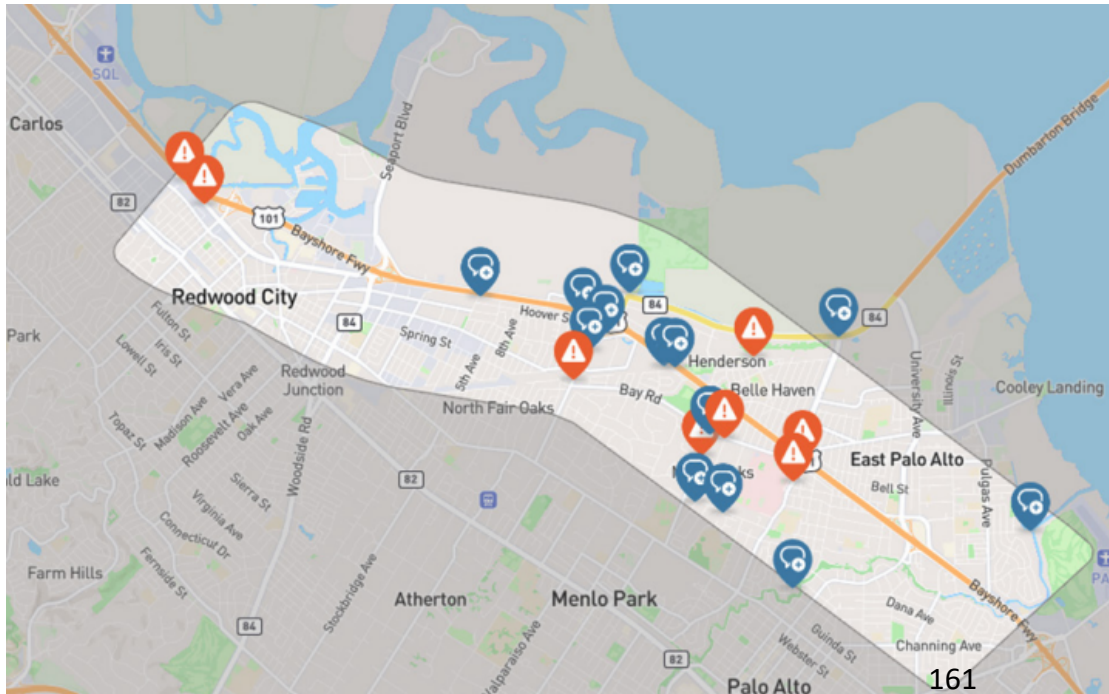 SQL
Carlos
Seaport Blvd
Dumbarton Bridge
82
101
Bayshore Fwy
Redwood City
84
84
Hoover
84
Park
Fulton St
Iris St
Lowell St
Spring St
8th Ave
5th Ave
Redwood
Junction
Henderson
Belle Haven
University Ave
Illinois St
Cooley Landing
Vera Ave
Madison Ave
Roosevelt Ave
Oak Ave
Topaz St
North Fair Oaks
Bay Rd
Woodside Rd
82
East Palo Alto
Pulgas Ave
Bell St
Lake
Sierra St
Virginia Ave
Connecticut Dr
Fernside St
Farm Hills
Stockbridge Ave
Atherton
Menlo Park
84
Valparaiso Ave
Dana Ave
Bayshore Fwy
Guinda St
Webster St
Channing Ave
82
Palo Alto
161